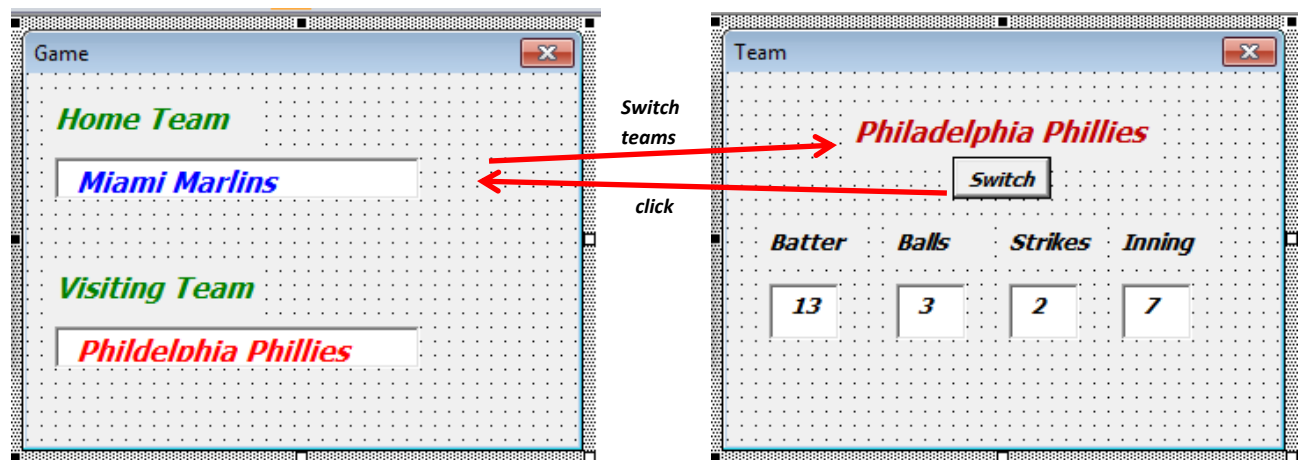 Game
Home Team
Miami Marlins
Visiting Team
Phildelphia Phillies
Switch
teams
click
Team
Philadelphia Phillies
Switch
Batter Balls Strikes Inning
13 3 2 7